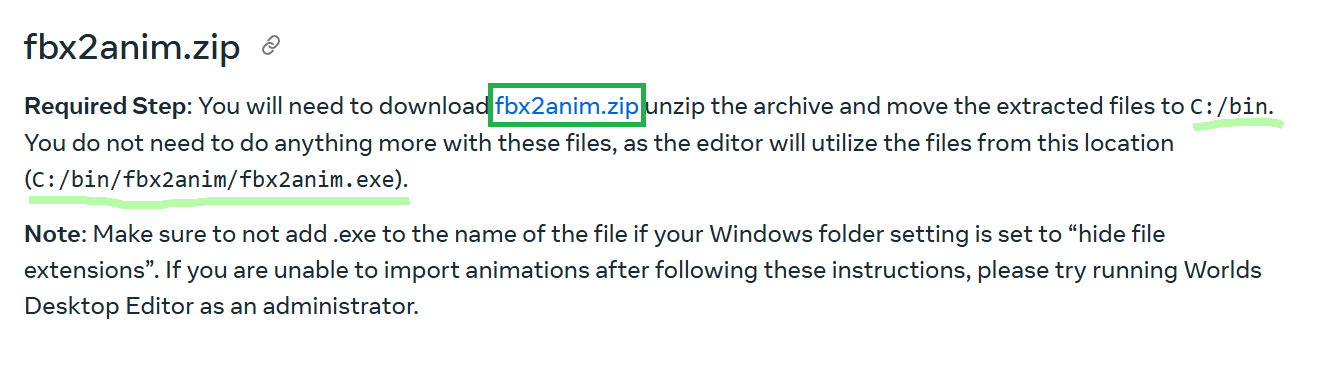 fbx2anim.zip
Required Step: You will need to download fbx2anim.zip unzip the archive and move the extracted files to C:/bin.
You do not need to do anything more with these files, as the editor will utilize the files from this location
(C:/bin/fbx2anim/fbx2anim.exe).
Note: Make sure to not add .exe to the name of the file if your Windows folder setting is set to “hide file
extensions”. If you are unable to import animations after following these instructions, please try running Worlds
Desktop Editor as an administrator.